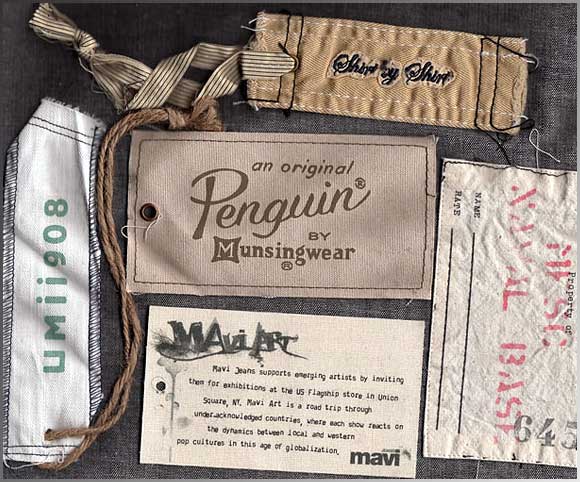 Shirt by Shirt
umii908
an original
Penguin®
BY
Munsingwear
®
NAME
RATE
NAVAL BASE
Property of
645
MAVi ART
Mavi Jeans supports emerging artists by inviting
them for exhibitions at the US Flagship store in Union
Square, NY. Mavi Art is a road trip through
under.acknowledged countries, where each show reacts on
the dynamics between local and western
pop cultures in this age of globalization.
mavi